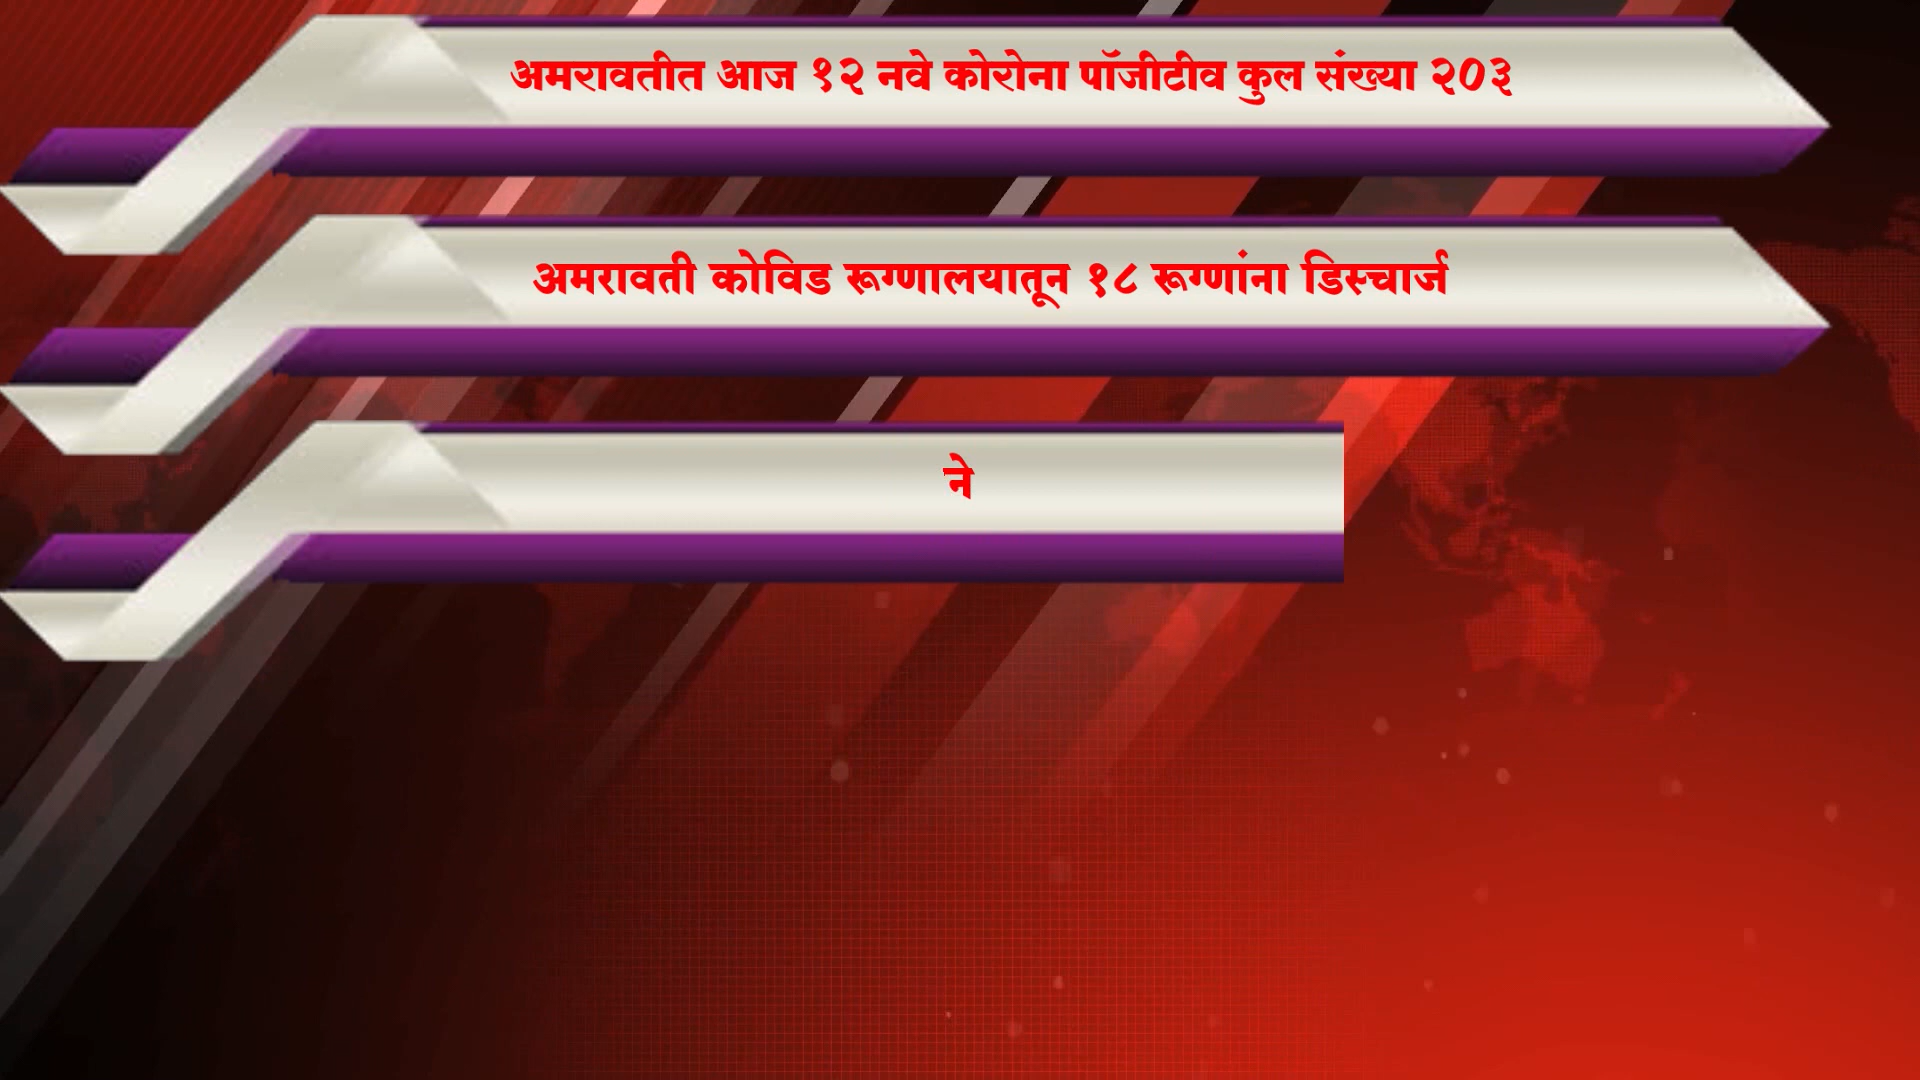 अमरावतीत आज १२ नवे कोरोना पॉजीटीव कुल संख्या २०३
अमरावती कोविड रूग्णालयातून १८ रूग्णांना डिस्चार्ज
ने